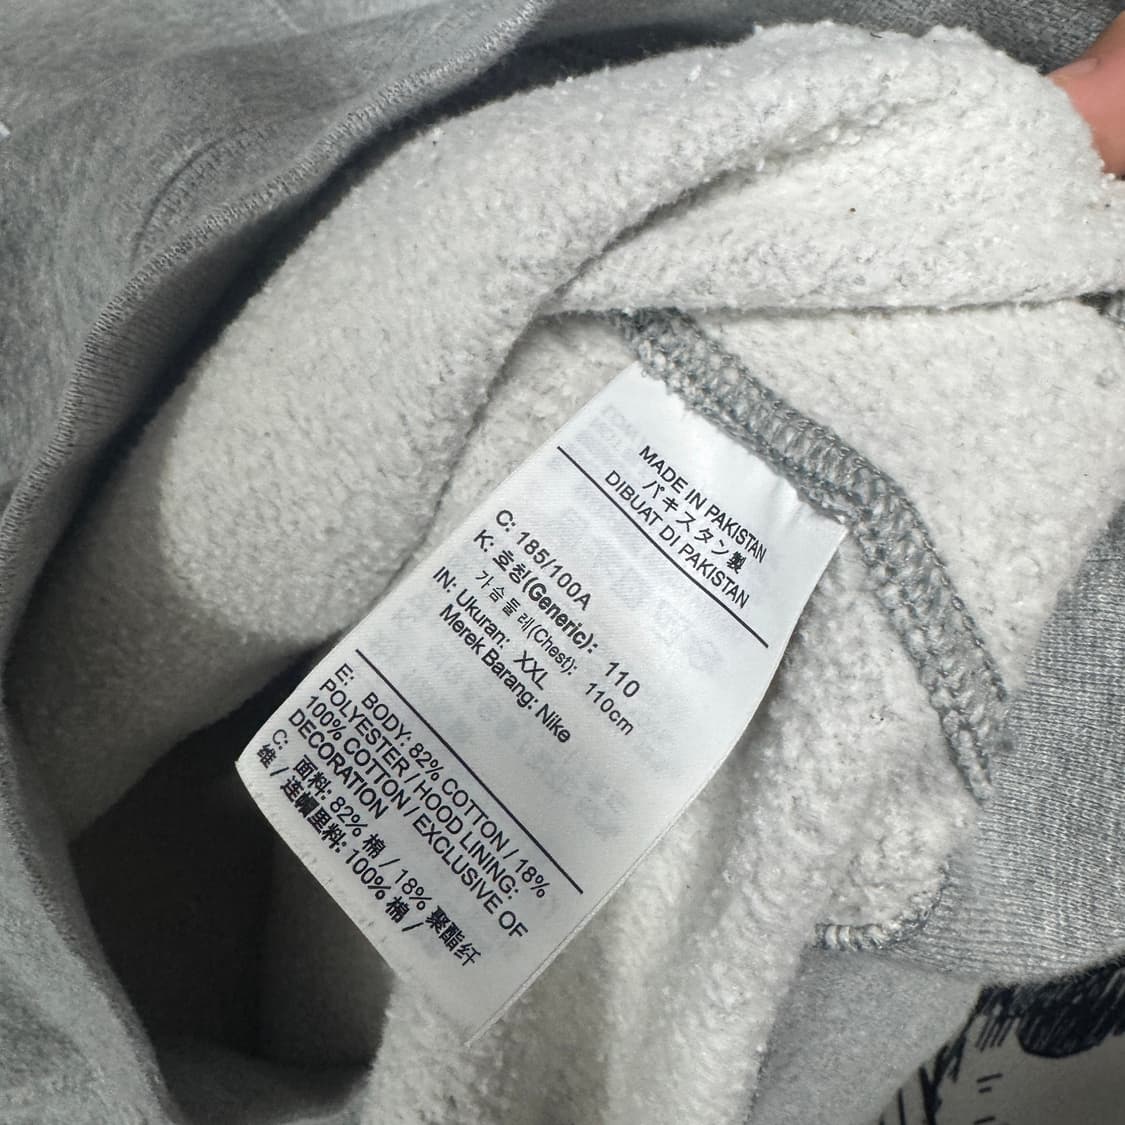 MADE IN PAKISTAN
パキスタン製
DIBUAT DI PAKISTAN
C: 185/100A
K: 호칭(Generic): 110
가슴둘레(Chest): 110cm
IN: Ukuran: XXL
Merek Barang: Nike
E: BODY: 82% COTTON / 18%
POLYESTER / HOOD LINING:
100% COTTON / EXCLUSIVE OF
DECORATION
C: 面料: 82% 棉 / 18% 聚酯纤
维 / 连帽里料: 100% 棉 /